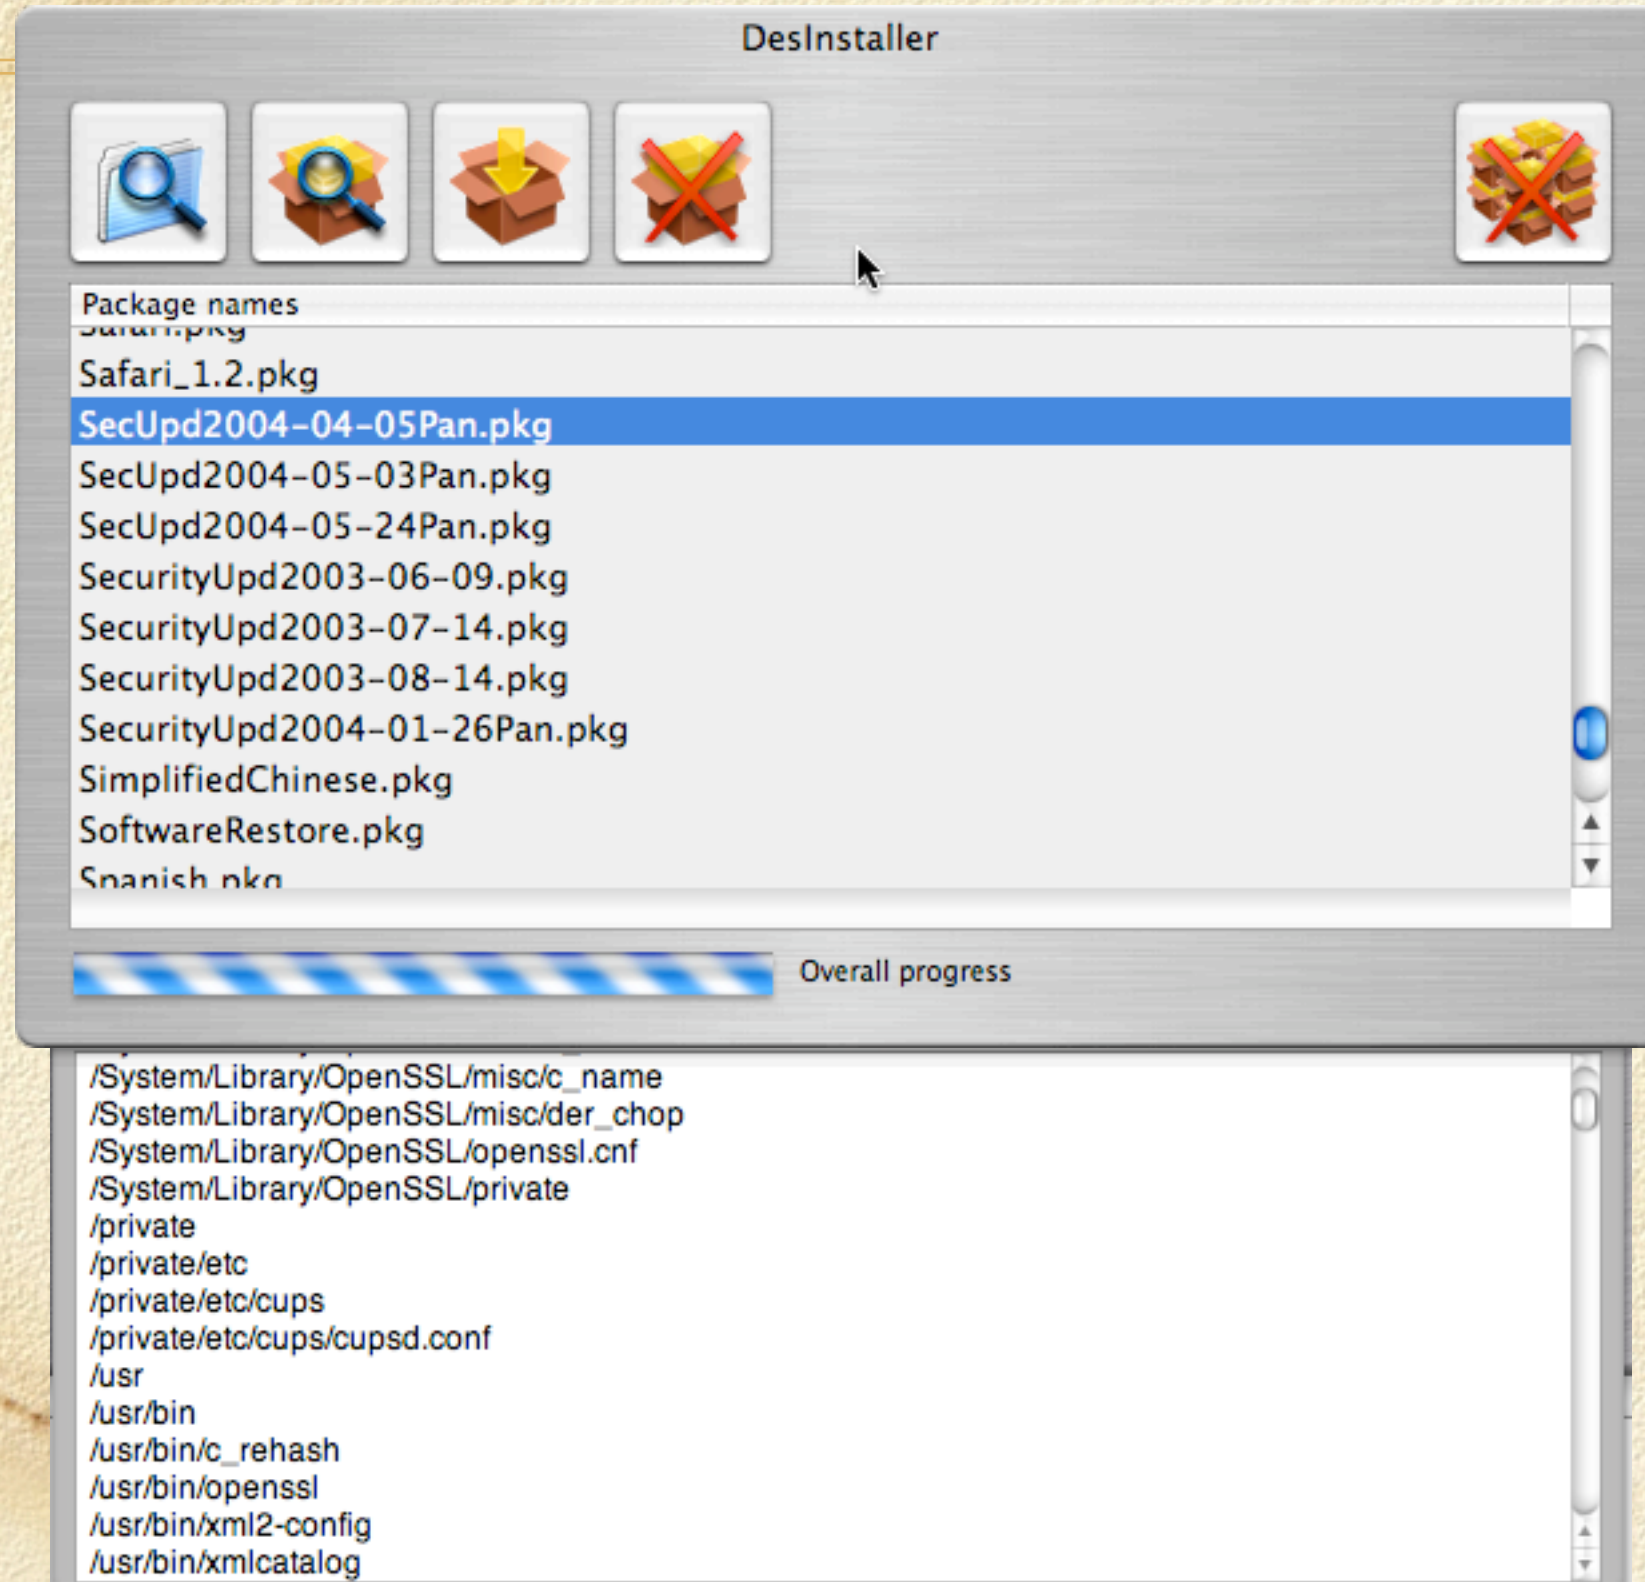 DesInstaller
Package names
Safari.pkg
Safari_1.2.pkg
SecUpd2004-04-05Pan.pkg
SecUpd2004-05-03Pan.pkg
SecUpd2004-05-24Pan.pkg
SecurityUpd2003-06-09.pkg
SecurityUpd2003-07-14.pkg
SecurityUpd2003-08-14.pkg
SecurityUpd2004-01-26Pan.pkg
SimplifiedChinese.pkg
SoftwareRestore.pkg
Spanish.pkg
Overall progress
/System/Library/OpenSSL/misc/c_name
/System/Library/OpenSSL/misc/der_chop
/System/Library/OpenSSL/openssl.cnf
/System/Library/OpenSSL/private
/private
/private/etc
/private/etc/cups
/private/etc/cups/cupsd.conf
/usr
/usr/bin
/usr/bin/c_rehash
/usr/bin/openssl
/usr/bin/xml2-config
/usr/bin/xmlcatalog